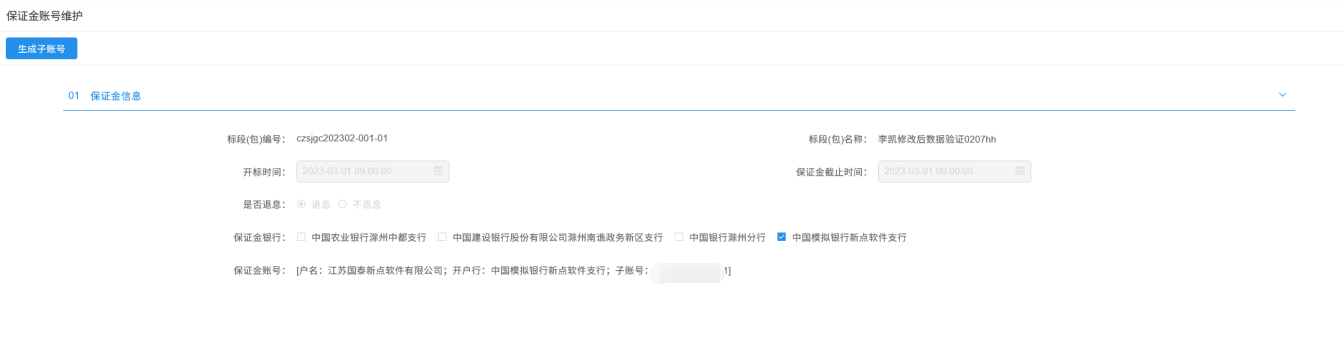 保证金账号维护
生成子账号
01 保证金信息
标段(包)编号： czsjgc202302-001-01 标段(包)名称： 李凯修改后数据验证0207hh
开标时间： 2023-03-01 09:00:00 保证金截止时间： 2023-03-01 09:00:00
是否退息： 退息 不退息
保证金银行： 中国农业银行滁州中都支行 中国建设银行股份有限公司滁州南谯政务新区支行 中国银行滁州分行 中国模拟银行新点软件支行
保证金账号： [户名：江苏国泰新点软件有限公司；开户行：中国模拟银行新点软件支行；子账号： ]